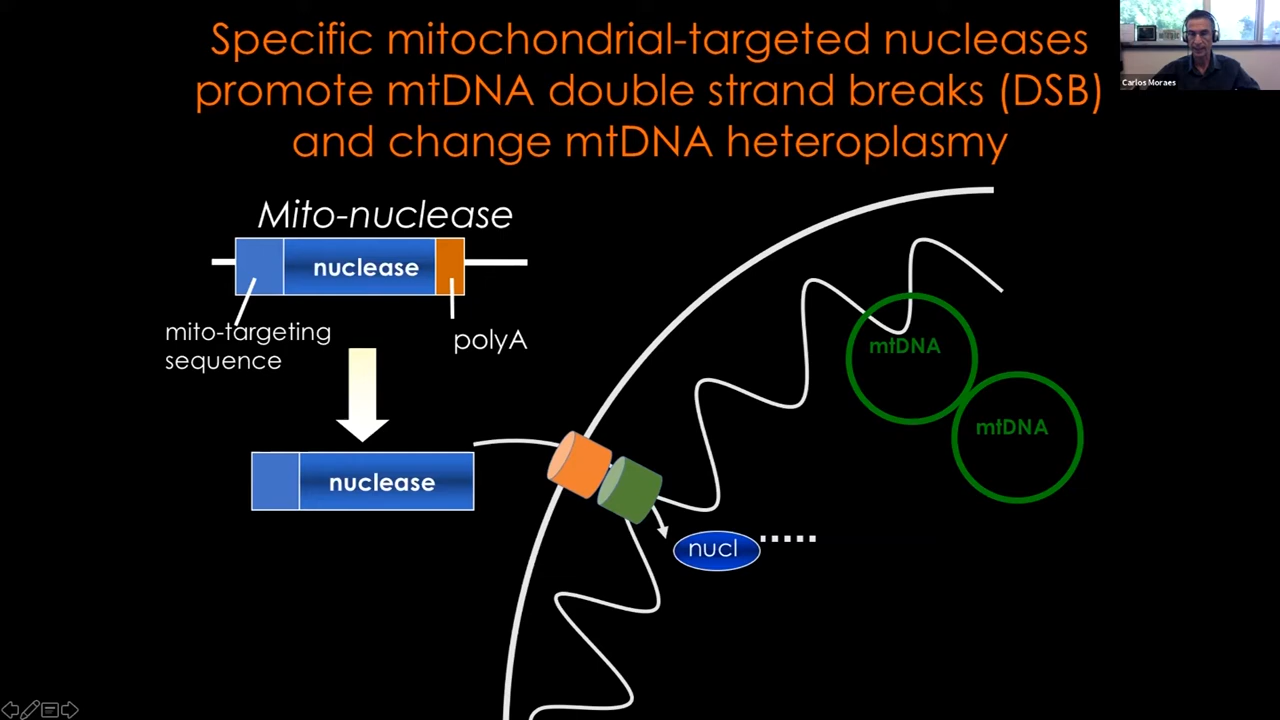 Specific mitochondrial-targeted nucleases
promote mtDNA double strand breaks (DSB)
and change mtDNA heteroplasmy
Carlos Moraes
Mito-nuclease
nuclease
mito-targeting
sequence
polyA
nuclease
mtDNA
mtDNA
nucl